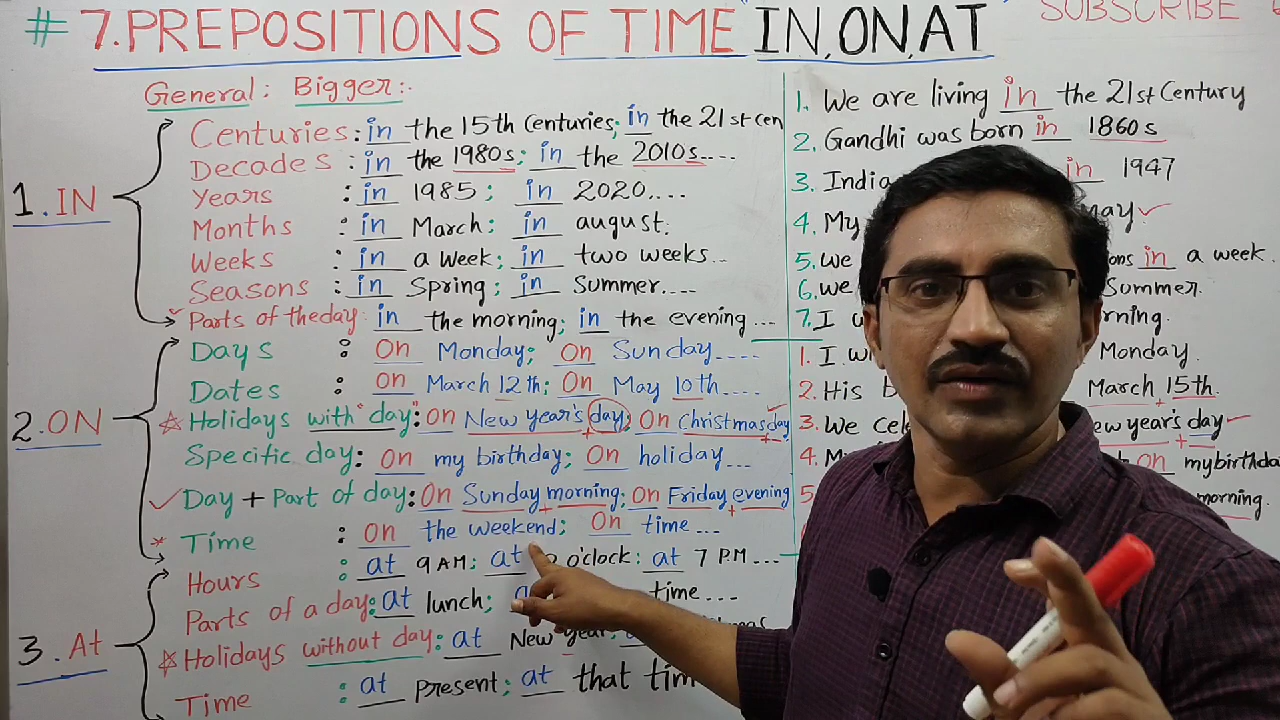 # 7. PREPOSITIONS OF TIME IN, ON, AT
SUBSCRIBE
General; Bigger:-
1. IN
Centuries: in the 15th Centuries; in the 21st cen
Decades : in the 1980s; in the 2010s....
Years : in 1985; in 2020....
Months : in March; in august.
Weeks : in a week; in two weeks..
Seasons : in Spring; in Summer....
Parts of theday: in the morning; in the evening...
2. ON
Days : On Monday; On Sunday....
Dates : On March 12th; On May 10th....
Holidays with "day": On New year's day; On Christmas day
Specific day: On my birthday; On holiday...
Day + Part of day: On Sunday morning; On Friday evening
Time : On the weekend; On time...
3. At
Hours : at 9 AM; at o'clock: at 7 P.M...
Parts of a day: at lunch; time...
Holidays without day: at New year;
Time : at present; at that tim
1. We are living in the 21st Century
2. Gandhi was born in 1860s
3. India in 1947
4. My may
5. we in a week.
6. we Summer.
7. I rning.
1. I w Monday.
2. His b March 15th.
3. We cel ew year's day
4. On mybirthda
5. morning.